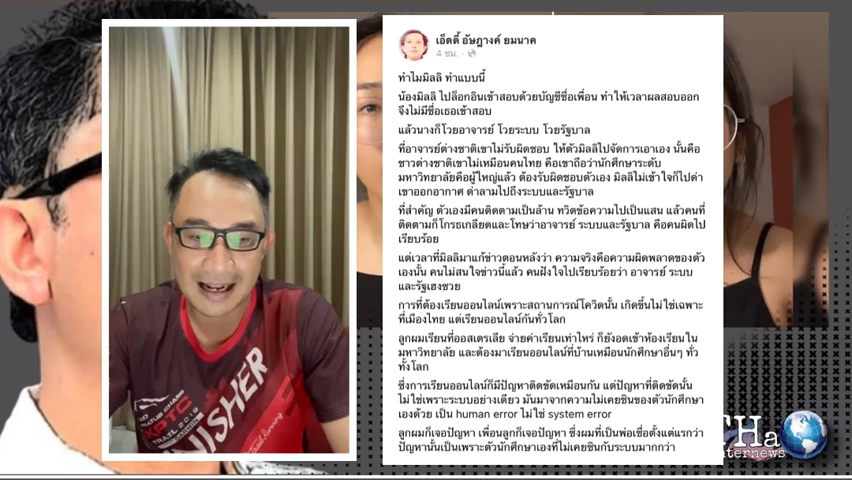 เอ็ดดี้ อัษฎางค์ ยมนาค
4 ชม. ·
ทำไมมิลลิ ทำแบบนี้
น้องมิลลิ ไปล็อกอินเข้าสอบด้วยบัญชีชื่อเพื่อน ทำให้เวลาผลสอบออก
จึงไม่มีชื่อเธอเข้าสอบ
แล้วนางก็โวยอาจารย์ โวยระบบ โวยรัฐบาล
ที่อาจารย์ต่างชาติเขาไม่รับผิดชอบ ให้ตัวมิลลิไปจัดการเอาเอง นั้นคือ
ชาวต่างชาติเขาไม่เหมือนคนไทย คือเขาถือว่านักศึกษาระดับ
มหาวิทยาลัยคือผู้ใหญ่แล้ว ต้องรับผิดชอบตัวเอง มิลลิไม่เข้าใจก็ไปด่า
เขาออกอากาศ ด่าลามไปถึงระบบและรัฐบาล
ที่สำคัญ ตัวเองมีคนติดตามเป็นล้าน ทวิตข้อความไปเป็นแสน แล้วคนที่
ติดตามก็โกรธเกลียดและโทษว่าอาจารย์ ระบบและรัฐบาล คือคนผิดไป
เรียบร้อย
แต่เวลาที่มิลลิมาแก้ข่าวตอนหลังว่า ความจริงคือความผิดพลาดของตัว
เองนั้น คนไม่สนใจข่าวนี้แล้ว คนฝังใจไปเรียบร้อยว่า อาจารย์ ระบบ
และรัฐเฮงซวย
การที่ต้องเรียนออนไลน์เพราะสถานการณ์โควิดนั้น เกิดขึ้นไม่ใช่เฉพาะ
ที่เมืองไทย แต่เรียนออนไลน์กันทั่วโลก
ลูกผมเรียนที่ออสเตรเลีย จ่ายค่าเรียนเท่าไหร่ ก็ยังอดเข้าห้องเรียนใน
มหาวิทยาลัย และต้องมาเรียนออนไลน์ที่บ้านเหมือนนักศึกษาอื่นๆ ทั่ว
ทั้งโลก
ซึ่งการเรียนออนไลน์ก็มีปัญหาติดขัดเหมือนกัน แต่ปัญหาที่ติดขัดนั้น
ไม่ใช่เพราะระบบอย่างเดียว มันมาจากความไม่เคยชินของตัวนักศึกษา
เองด้วย เป็น human error ไม่ใช่ system error
ลูกผมก็เจอปัญหา เพื่อนลูกก็เจอปัญหา ซึ่งผมที่เป็นพ่อเชื่อตั้งแต่แรกว่า
ปัญหานั้นเป็นเพราะตัวนักศึกษาเองที่ไม่เคยชินกับระบบมากกว่า
KPTC
TRAIL 2019